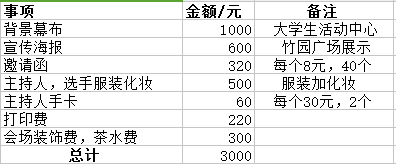 事项 金额/元 备注
背景幕布 1000 大学生活动中心
宣传海报 600 竹园广场展示
邀请函 320 每个8元，40个
主持人，选手服装化妆 500 服装加化妆
主持人手卡 60 每个30元，2个
打印费 220
会场装饰费，茶水费 300
总计 3000